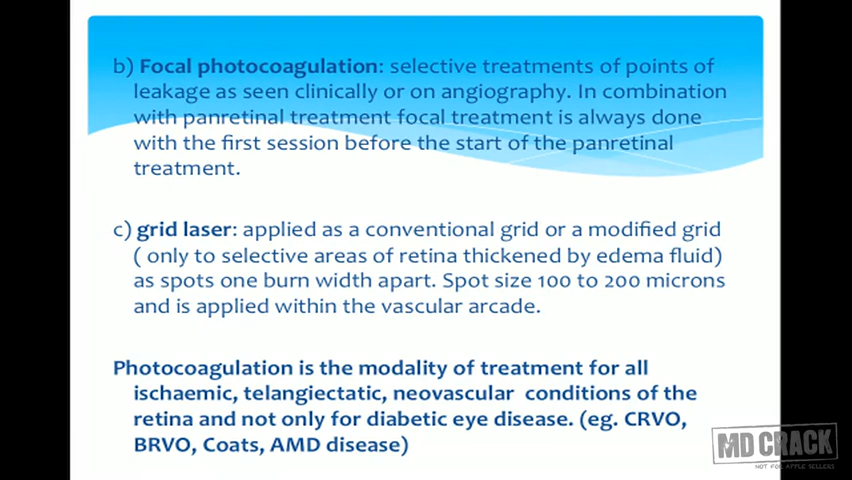 b) Focal photocoagulation: selective treatments of points of
leakage as seen clinically or on angiography. In combination
with panretinal treatment focal treatment is always done
with the first session before the start of the panretinal
treatment.
c) grid laser: applied as a conventional grid or a modified grid
( only to selective areas of retina thickened by edema fluid)
as spots one burn width apart. Spot size 100 to 200 microns
and is applied within the vascular arcade.
Photocoagulation is the modality of treatment for all
ischaemic, telangiectatic, neovascular conditions of the
retina and not only for diabetic eye disease. (eg. CRVO,
BRVO, Coats, AMD disease)
MD CRACK
NOT FOR APPLE SELLERS